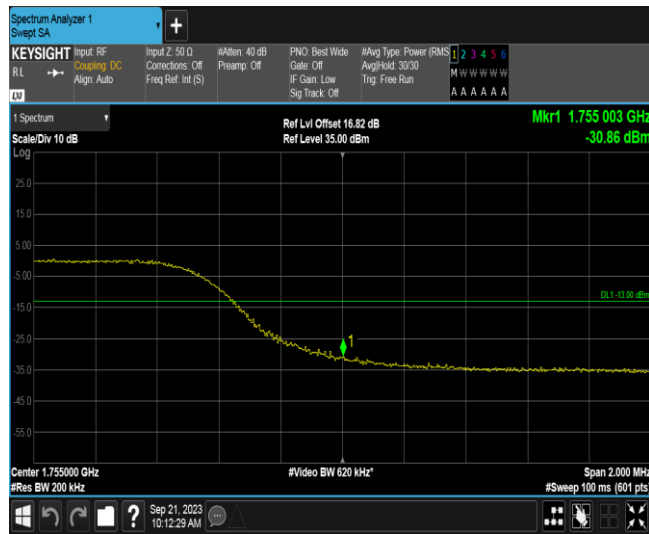 Spectrum Analyzer 1
Swept SA
+
KEYSIGHT
RL
LXI
Input: RF
Coupling: DC
Align: Auto
Input Z: 50 Ω
Corrections: Off
Freq Ref: Int (S)
#Atten: 40 dB
Preamp: Off
PNO: Best Wide
Gate: Off
IF Gain: Low
Sig Track: Off
#Avg Type: Power (RMS
Avg|Hold: 30/30
Trig: Free Run
1 2 3 4 5 6
M W W W W W
A A A A A A
1 Spectrum
Scale/Div 10 dB
Log
Ref Lvl Offset 16.82 dB
Ref Level 35.00 dBm
Mkr1 1.755 003 GHz
-30.86 dBm
25.0
15.0
5.00
-5.00
DL1 -13.00 dBm
-15.0
-25.0
1
-35.0
-45.0
-55.0
Center 1.755000 GHz
#Res BW 200 kHz
#Video BW 620 kHz*
Span 2.000 MHz
#Sweep 100 ms (601 pts
?
Sep 21, 2023
10:12:29 AM